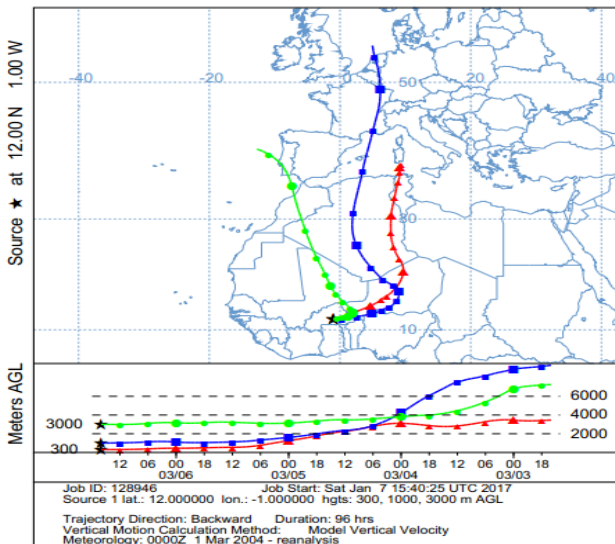 -40
-20
0
20
40
50
30
10
Source ★ at 12.00 N 1.00 W
Meters AGL
3000
300
6000
4000
2000
12 06 00 18 12 06 00 18 12 06 00 18 12 06 00 18
03/06 03/05 03/04 03/03
Job ID: 128946 Job Start: Sat Jan 7 15:40:25 UTC 2017
Source 1 lat.: 12.000000 lon.: -1.000000 hgts: 300, 1000, 3000 m AGL
Trajectory Direction: Backward Duration: 96 hrs
Vertical Motion Calculation Method: Model Vertical Velocity
Meteorology: 0000Z 1 Mar 2004 - reanalysis